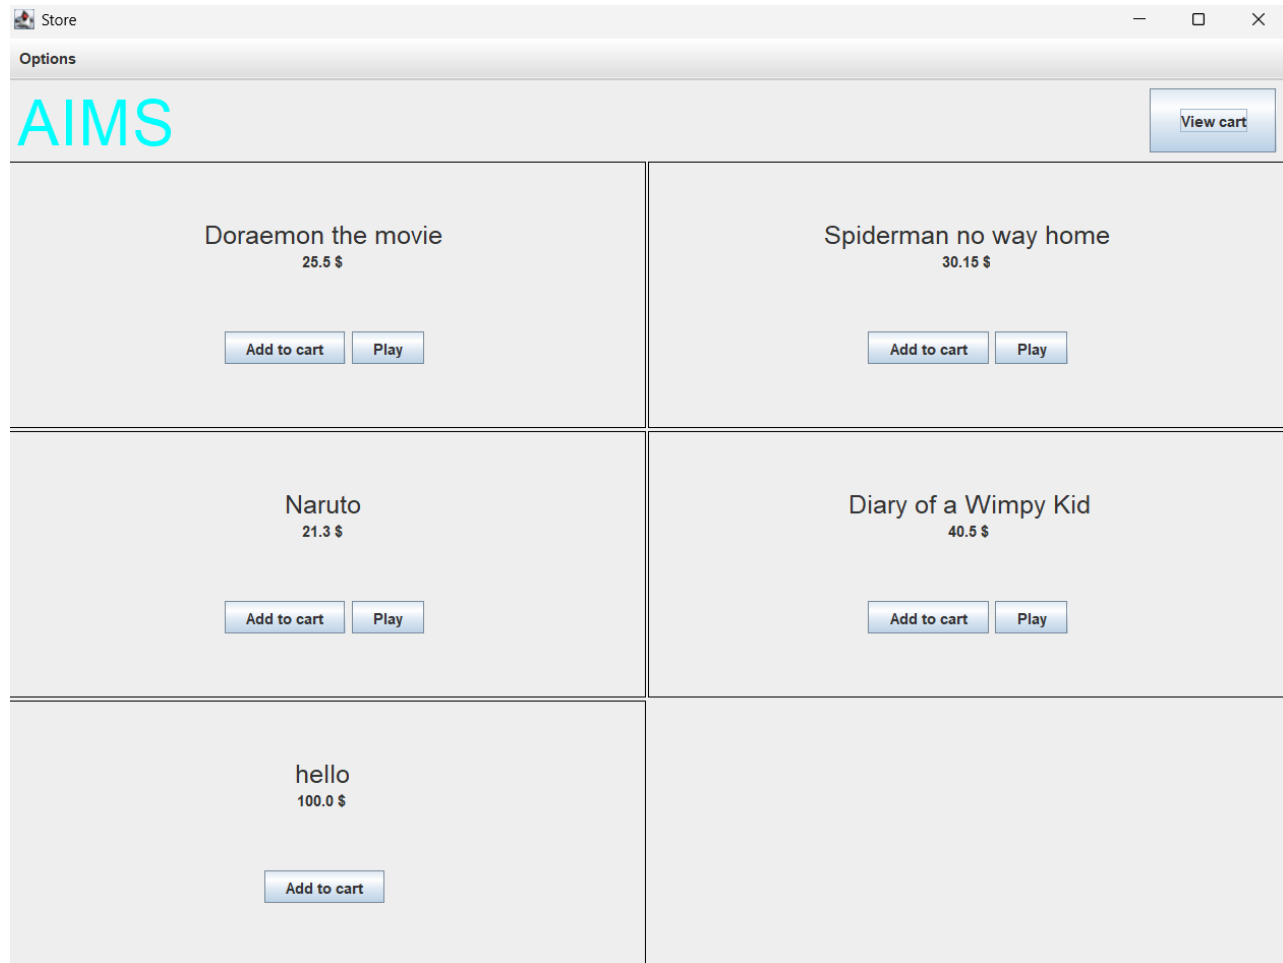 Store
Options
AIMS
View cart
Doraemon the movie
25.5 $
Add to cart
Play
Spiderman no way home
30.15 $
Add to cart
Play
Naruto
21.3 $
Add to cart
Play
Diary of a Wimpy Kid
40.5 $
Add to cart
Play
hello
100.0 $
Add to cart